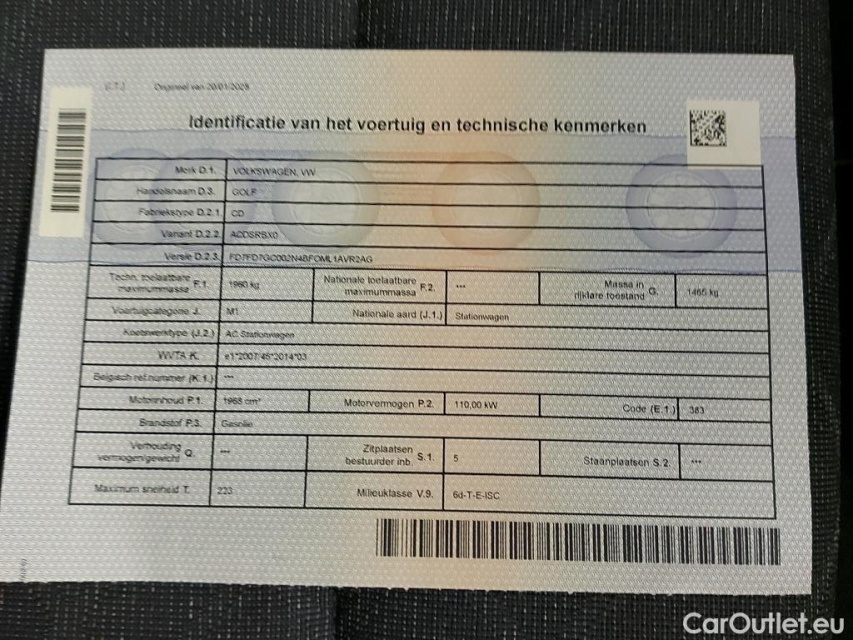 (I.T.) Origineel van 20/01/2025
Identificatie van het voertuig en technische kenmerken
Merk D.1. VOLKSWAGEN, VW
Handelsnaam D.3. GOLF
Fabriekstype D.2.1. CD
Variant D.2.2. ACDSRBX0
Versie D.2.3. FD7FD7GC002N4BFOML1AVR2AG
Techn. toelaatbare maximummassa F.1. 1960 kg Nationale toelaatbare maximummassa F.2. --- Massa in rijklare toestand G. 1465 kg
Voertuigcategorie J. M1 Nationale aard (J.1.) Stationwagen
Koetswerktype (J.2.) AC Stationwagen
WVTA K. e1*2007/46*2014*03
Belgisch ref.nummer (K.1.) ---
Motorinhoud P.1. 1968 cm³ Motorvermogen P.2. 110,00 kW Code (E.1.) 383
Brandstof P.3. Gasolie
Verhouding vermogen/gewicht Q. --- Zitplaatsen bestuurder inb. S.1. 5 Staanplaatsen S.2. ---
Maximum snelheid T. 223 Milieuklasse V.9. 6d-T-E-ISC
CarOutlet.eu